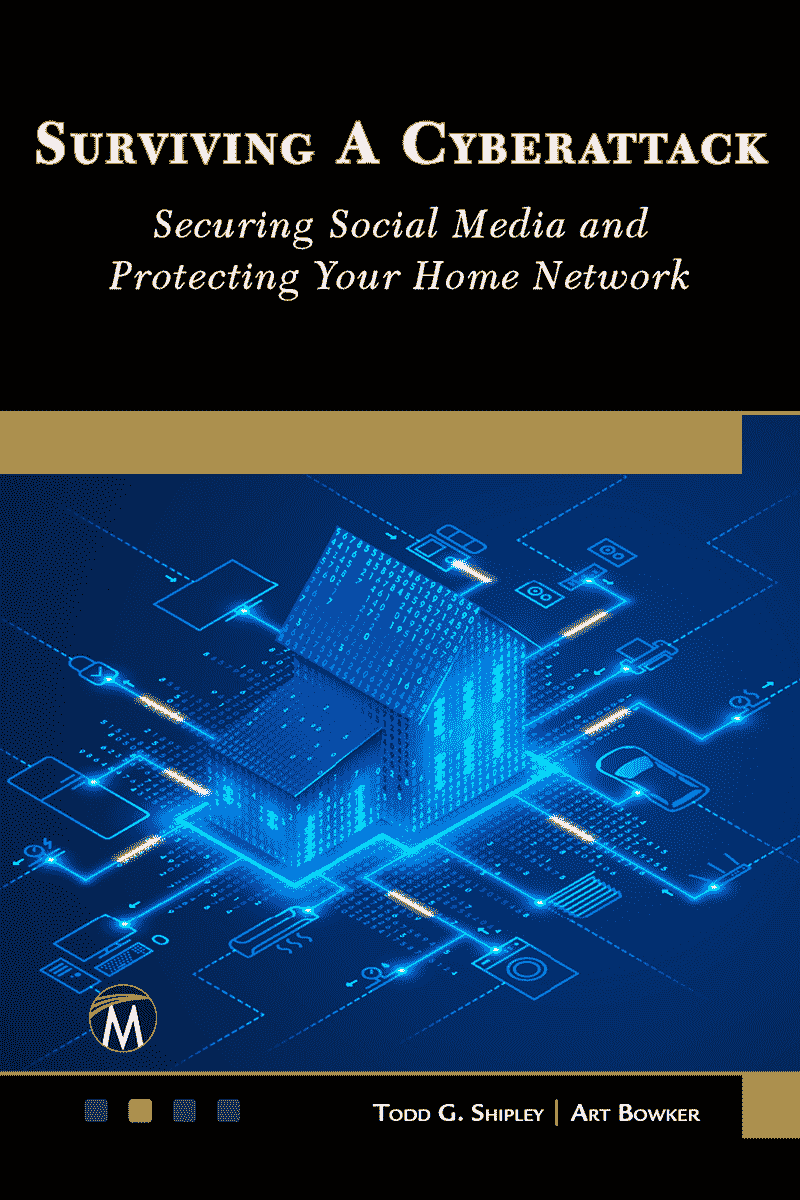 Surviving A Cyberattack
Securing Social Media and
Protecting Your Home Network
M
Todd G. Shipley | Art Bowker